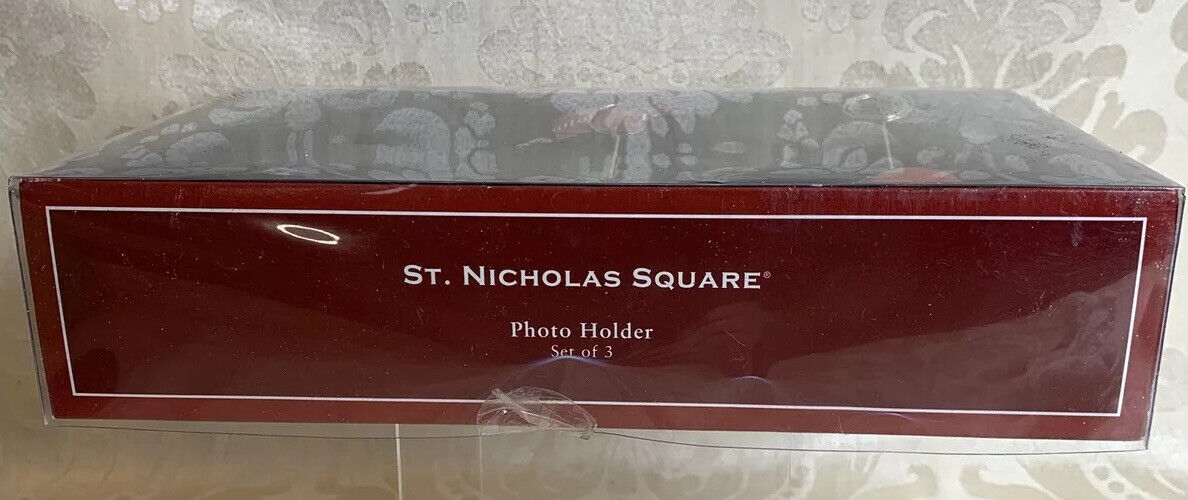 ST. NICHOLAS SQUARE®
Photo Holder
Set of 3